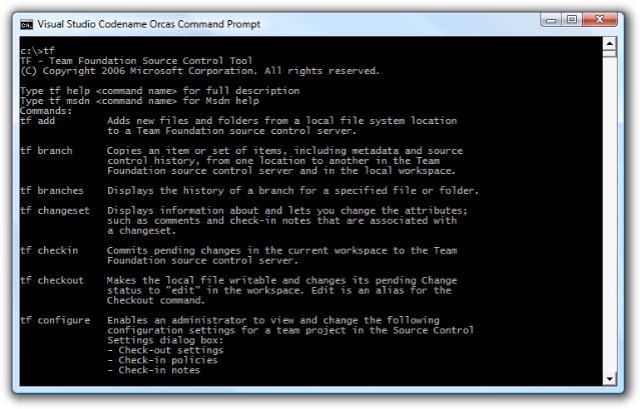 Visual Studio Codename Orcas Command Prompt
c:\>tf
TF - Team Foundation Source Control Tool
(C) Copyright 2006 Microsoft Corporation. All rights reserved.
Type tf help <command name> for full description
Type tf msdn <command name> for Msdn help
Commands:
tf add Adds new files and folders from a local file system location
to a Team Foundation source control server.
tf branch Copies an item or set of items, including metadata and source
control history, from one location to another in the Team
Foundation source control server and in the local workspace.
tf branches Displays the history of a branch for a specified file or folder.
tf changeset Displays information about and lets you change the attributes;
such as comments and check-in notes that are associated with
a changeset.
tf checkin Commits pending changes in the current workspace to the Team
Foundation source control server.
tf checkout Makes the local file writable and changes its pending Change
status to "edit" in the workspace. Edit is an alias for the
Checkout command.
tf configure Enables an administrator to view and change the following
configuration settings for a team project in the Source Control
Settings dialog box:
- Check-out settings
- Check-in policies
- Check-in notes